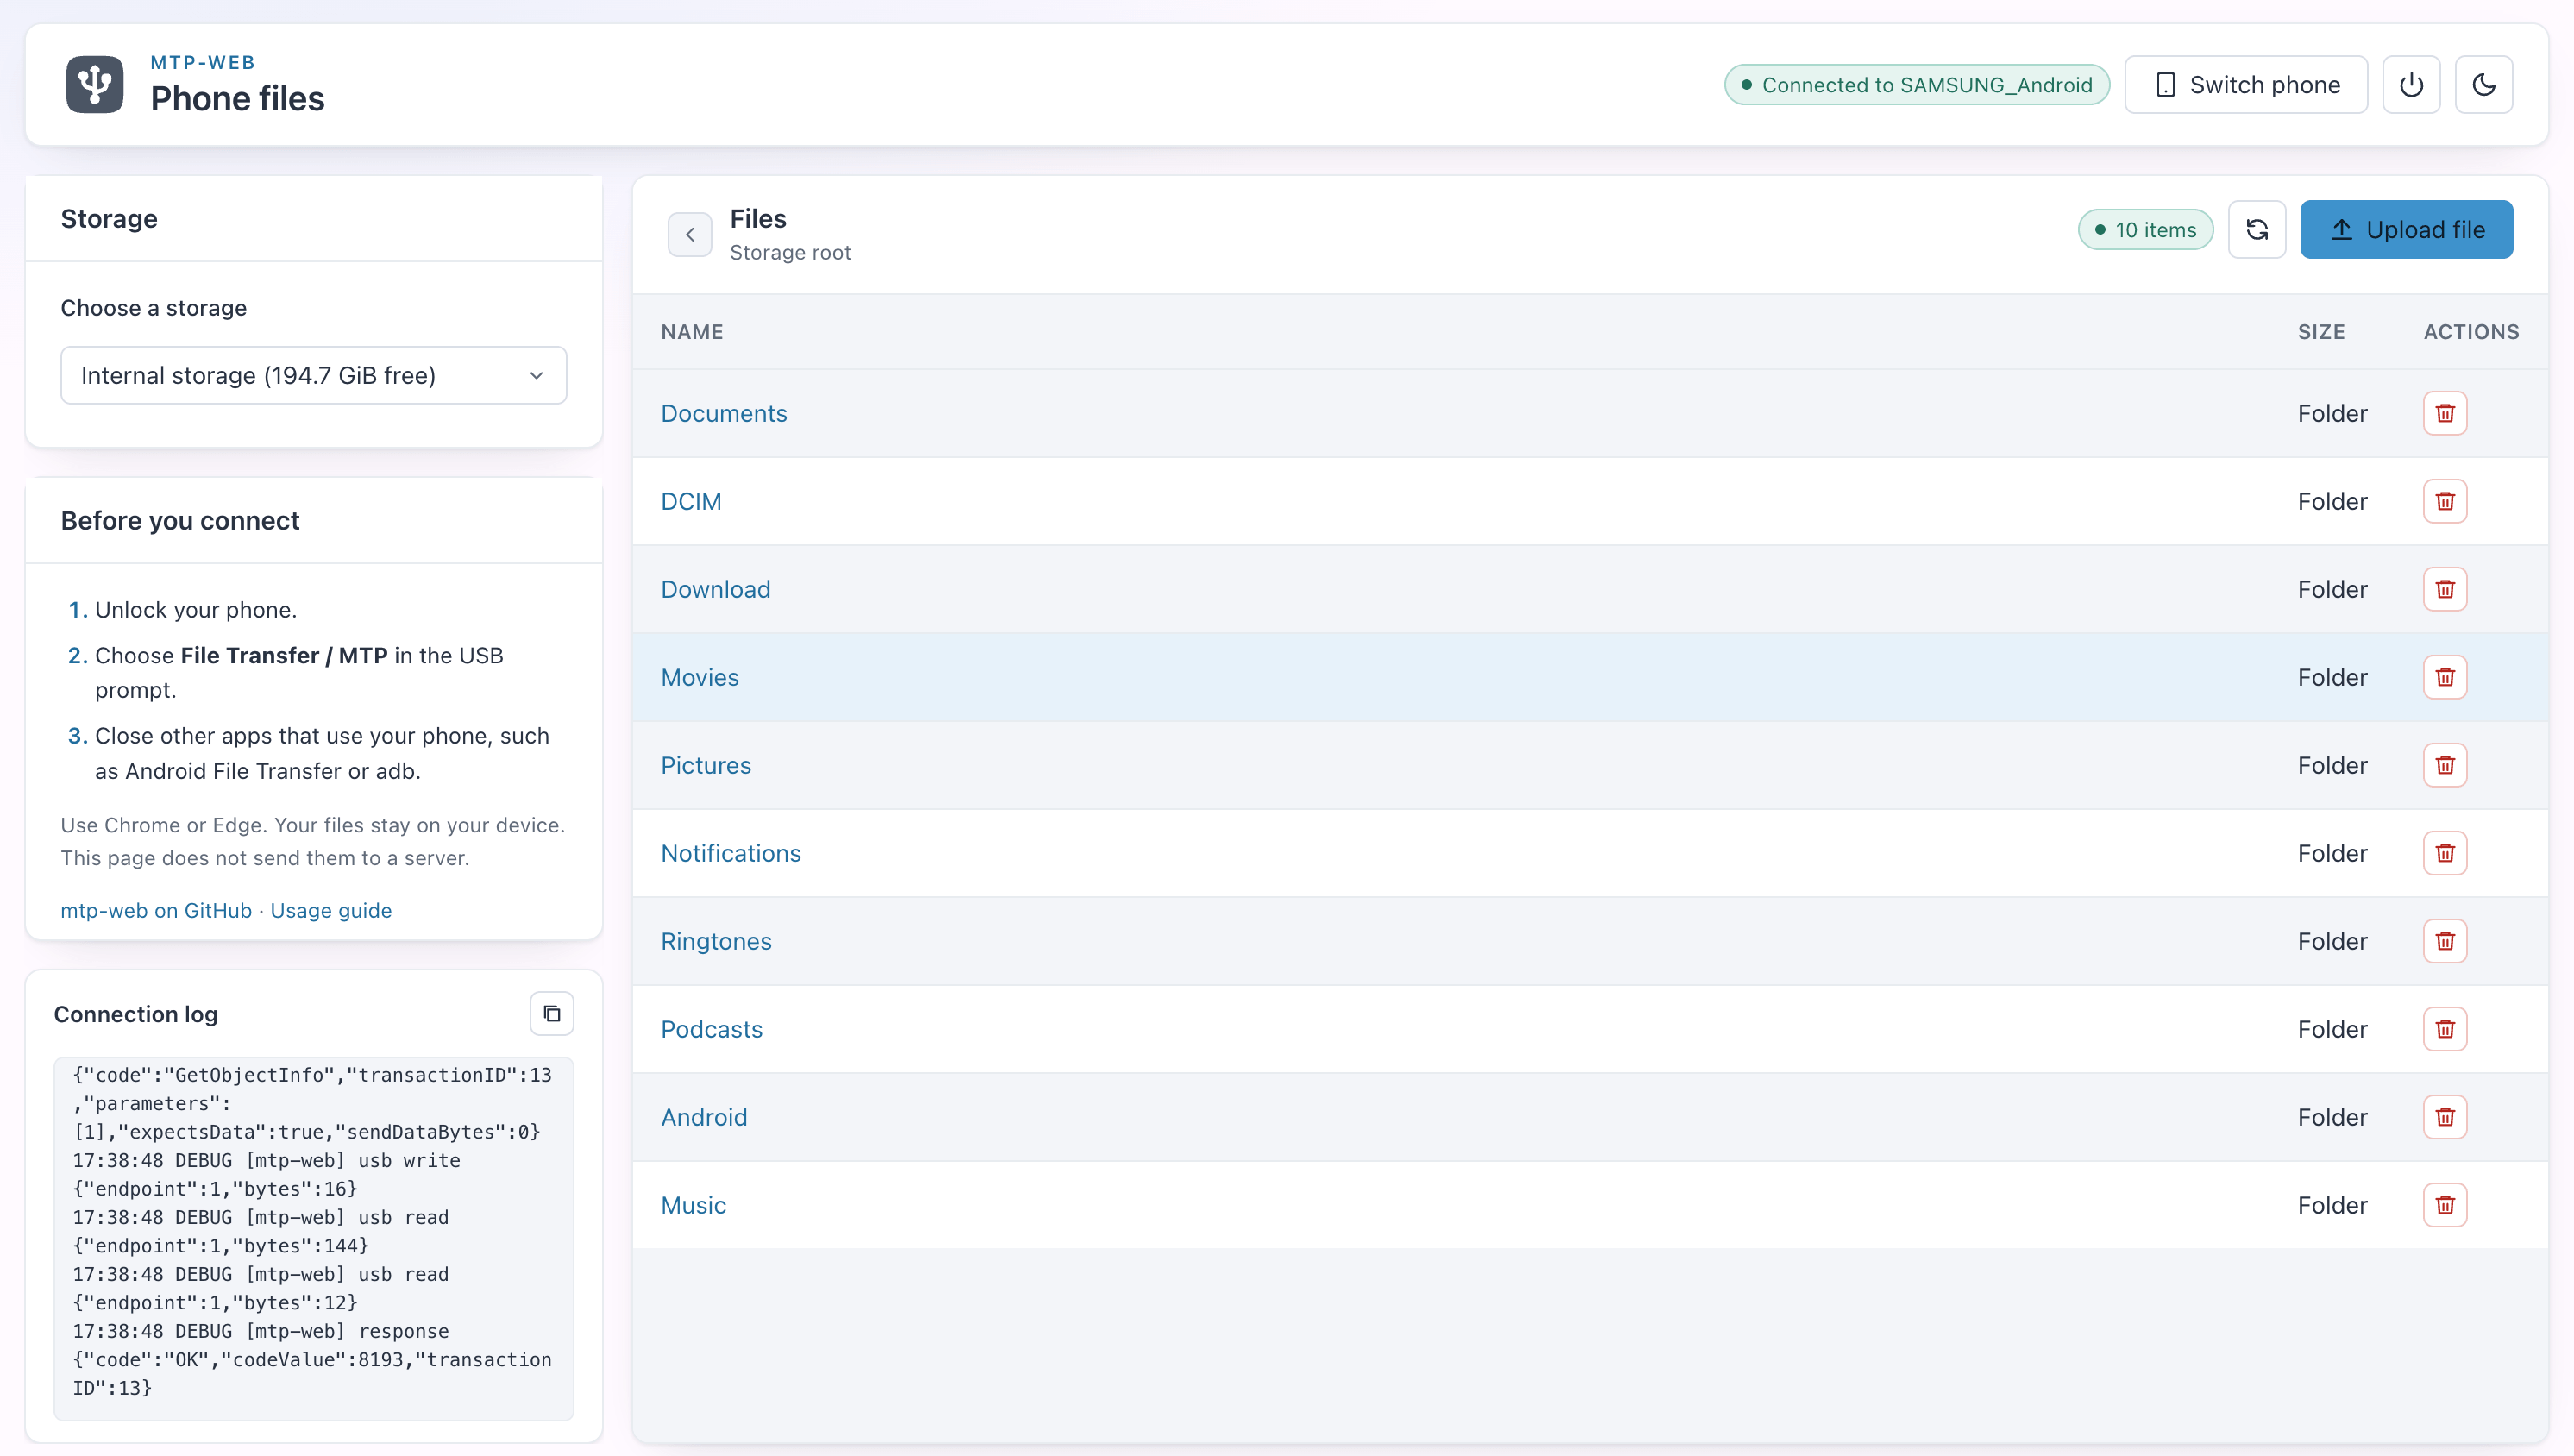 MTP-WEB
Phone files
Connected to SAMSUNG_Android
Switch phone
Storage
Choose a storage
Internal storage (194.7 GiB free)
Before you connect
1. Unlock your phone.
2. Choose File Transfer / MTP in the USB
prompt.
3. Close other apps that use your phone, such
as Android File Transfer or adb.
Use Chrome or Edge. Your files stay on your device.
This page does not send them to a server.
mtp-web on GitHub · Usage guide
Connection log
{"code":"GetObjectInfo","transactionID":13
,"parameters":
[1],"expectsData":true,"sendDataBytes":0}
17:38:48 DEBUG [mtp-web] usb write
{"endpoint":1,"bytes":16}
17:38:48 DEBUG [mtp-web] usb read
{"endpoint":1,"bytes":144}
17:38:48 DEBUG [mtp-web] usb read
{"endpoint":1,"bytes":12}
17:38:48 DEBUG [mtp-web] response
{"code":"OK","codeValue":8193,"transaction
ID":13}
Files
Storage root
10 items
Upload file
NAME SIZE ACTIONS
Documents Folder
DCIM Folder
Download Folder
Movies Folder
Pictures Folder
Notifications Folder
Ringtones Folder
Podcasts Folder
Android Folder
Music Folder